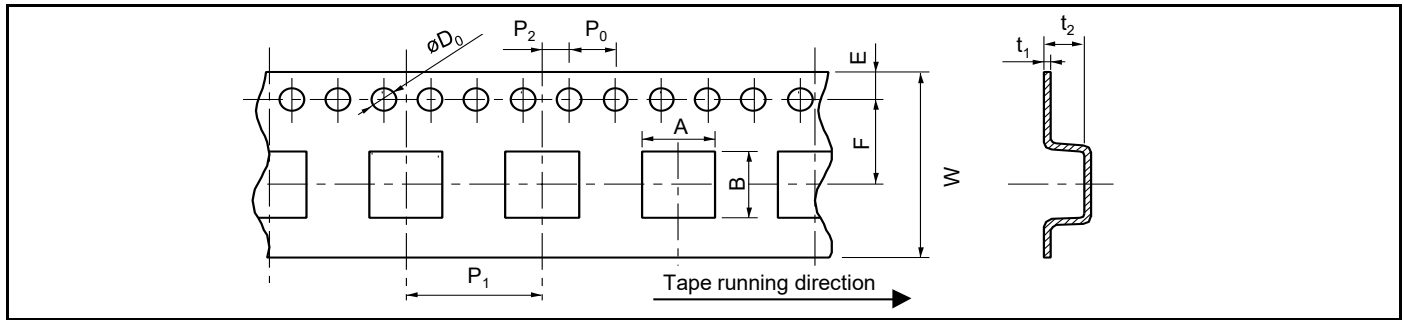 P₂
P₀
øD₀
E
t₁
t₂
A
F
B
W
P₁
Tape running direction